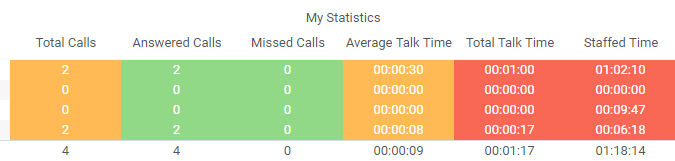 My Statistics
Total Calls Answered Calls Missed Calls Average Talk Time Total Talk Time Staffed Time
2 2 0 00:00:30 00:01:00 01:02:10
0 0 0 00:00:00 00:00:00 00:00:00
0 0 0 00:00:00 00:00:00 00:09:47
2 2 0 00:00:08 00:00:17 00:06:18
4 4 0 00:00:09 00:01:17 01:18:14